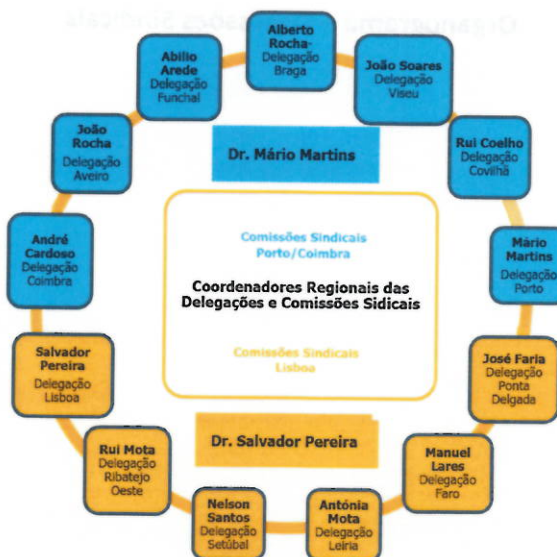 Alberto
Rocha-
Delegação
Braga
Abilio
Arede
Delegação
Funchal
João Soares
Delegação
Viseu
João
Rocha
Delegação
Aveiro
Dr. Mário Martins
Rui Coelho
Delegação
Covilhã
André
Cardoso
Delegação
Coimbra
Comissões Sindicais
Porto/Coimbra
Coordenadores Regionais das
Delegações e Comissões Sidicais
Comissões Sindicais
Lisboa
Mário
Martins
Delegação
Porto
Salvador
Pereira
Delegação
Lisboa
José Faria
Delegação
Ponta
Delgada
Dr. Salvador Pereira
Rui Mota
Delegação
Ribatejo
Oeste
Manuel
Lares
Delegação
Faro
Nelson
Santos
Delegação
Setúbal
Antónia
Mota
Delegação
Leiria